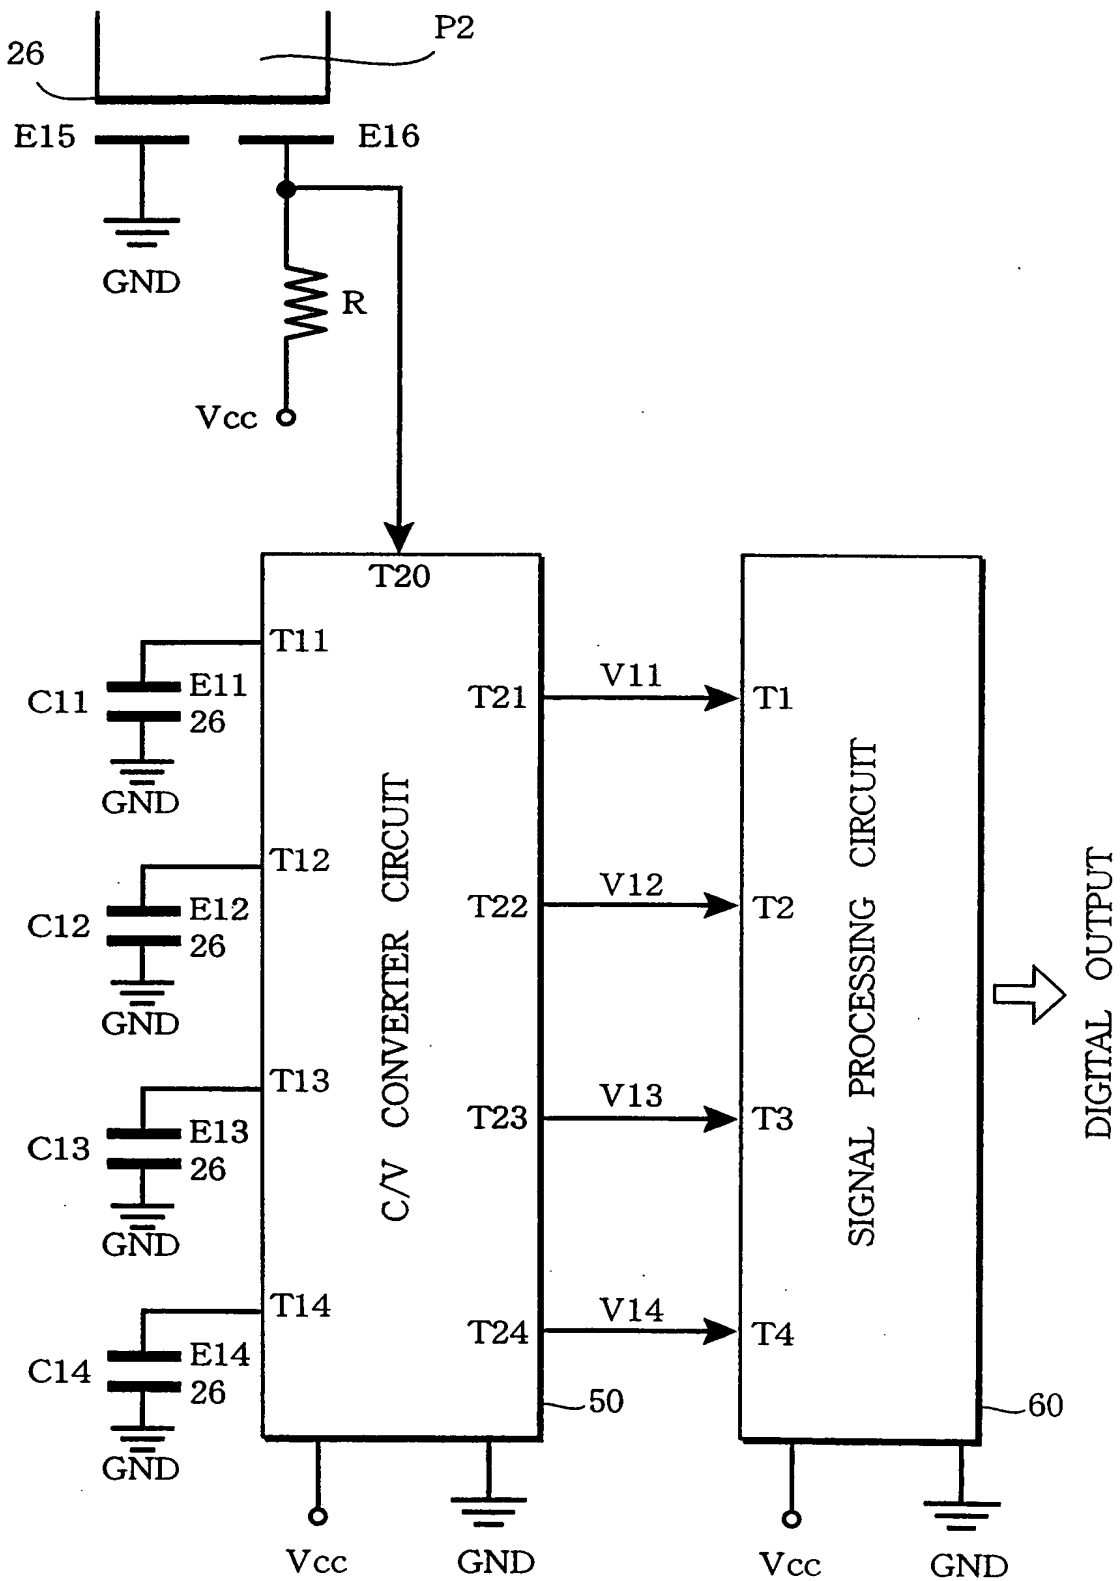 P2
26
E15
E16
GND
R
Vcc
T20
T11
C11
E11
26
GND
T21
V11
T1
T12
C12
E12
26
GND
T22
V12
T2
T13
C13
E13
26
GND
T23
V13
T3
T14
C14
E14
26
GND
T24
V14
T4
C/V CONVERTER CIRCUIT
SIGNAL PROCESSING CIRCUIT
DIGITAL OUTPUT
50
60
Vcc
GND
Vcc
GND